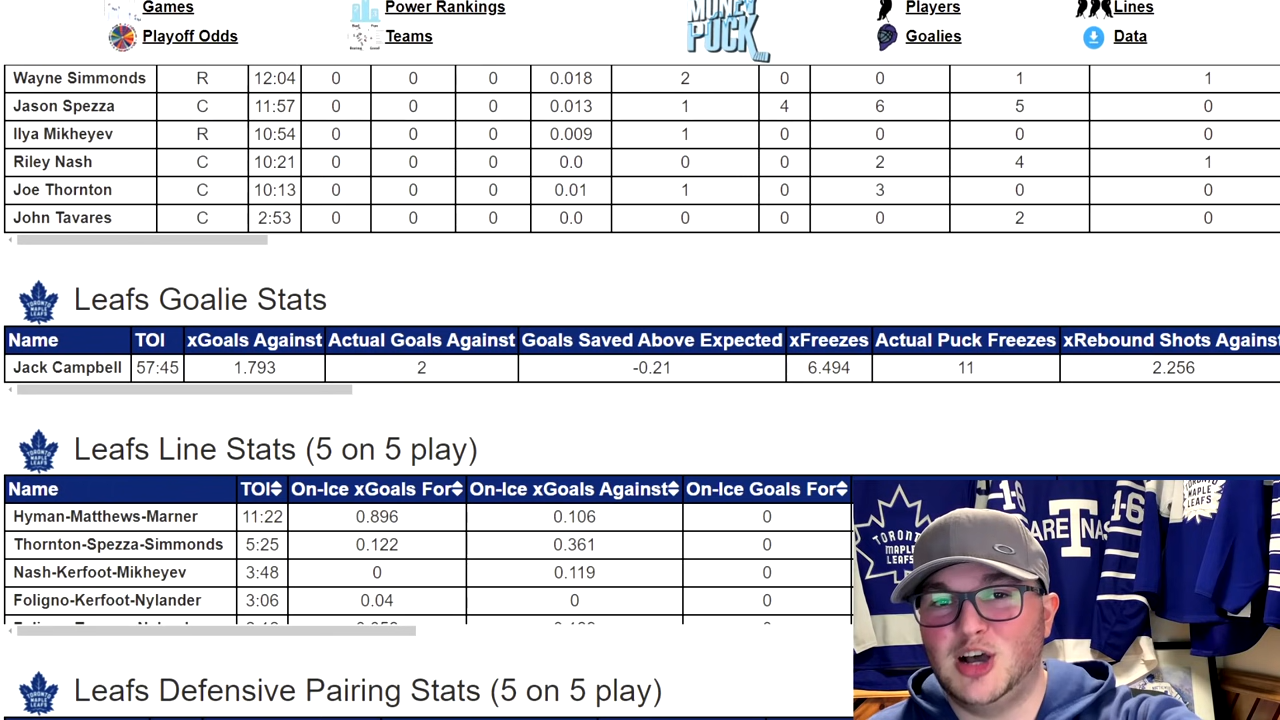 Games Power Rankings MONEY PUCK Players Lines
Playoff Odds Teams Goalies Data
Wayne Simmonds R 12:04 0 0 0 0.018 2 0 0 1 1
Jason Spezza C 11:57 0 0 0 0.013 1 4 6 5 0
Ilya Mikheyev R 10:54 0 0 0 0.009 1 0 0 0 0
Riley Nash C 10:21 0 0 0 0.0 0 0 2 4 1
Joe Thornton C 10:13 0 0 0 0.01 1 0 3 0 0
John Tavares C 2:53 0 0 0 0.0 0 0 0 2 0
Leafs Goalie Stats
Name TOI xGoals Against Actual Goals Against Goals Saved Above Expected xFreezes Actual Puck Freezes xRebound Shots Against
Jack Campbell 57:45 1.793 2 -0.21 6.494 11 2.256
Leafs Line Stats (5 on 5 play)
Name TOI On-Ice xGoals For On-Ice xGoals Against On-Ice Goals For
Hyman-Matthews-Marner 11:22 0.896 0.106 0
Thornton-Spezza-Simmonds 5:25 0.122 0.361 0
Nash-Kerfoot-Mikheyev 3:48 0 0.119 0
Foligno-Kerfoot-Nylander 3:06 0.04 0 0
Leafs Defensive Pairing Stats (5 on 5 play)
TORONTO
MAPLE
LEAFS
16
ARE NAS
T
16